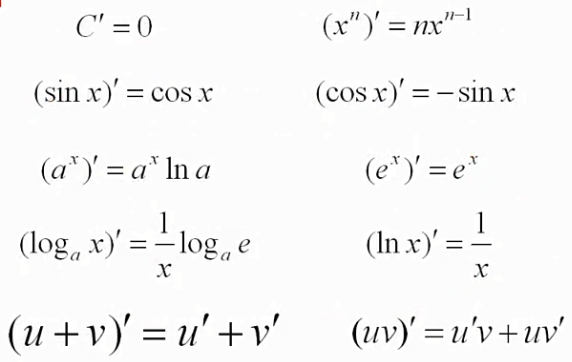 C′ = 0 (xⁿ)′ = nxⁿ⁻¹
(sin x)′ = cos x (cos x)′ = − sin x
(aˣ)′ = aˣ ln a (eˣ)′ = eˣ
(logₐ x)′ = 1/x logₐ e (ln x)′ = 1/x
(u + v)′ = u′ + v′ (uv)′ = u′v + uv′